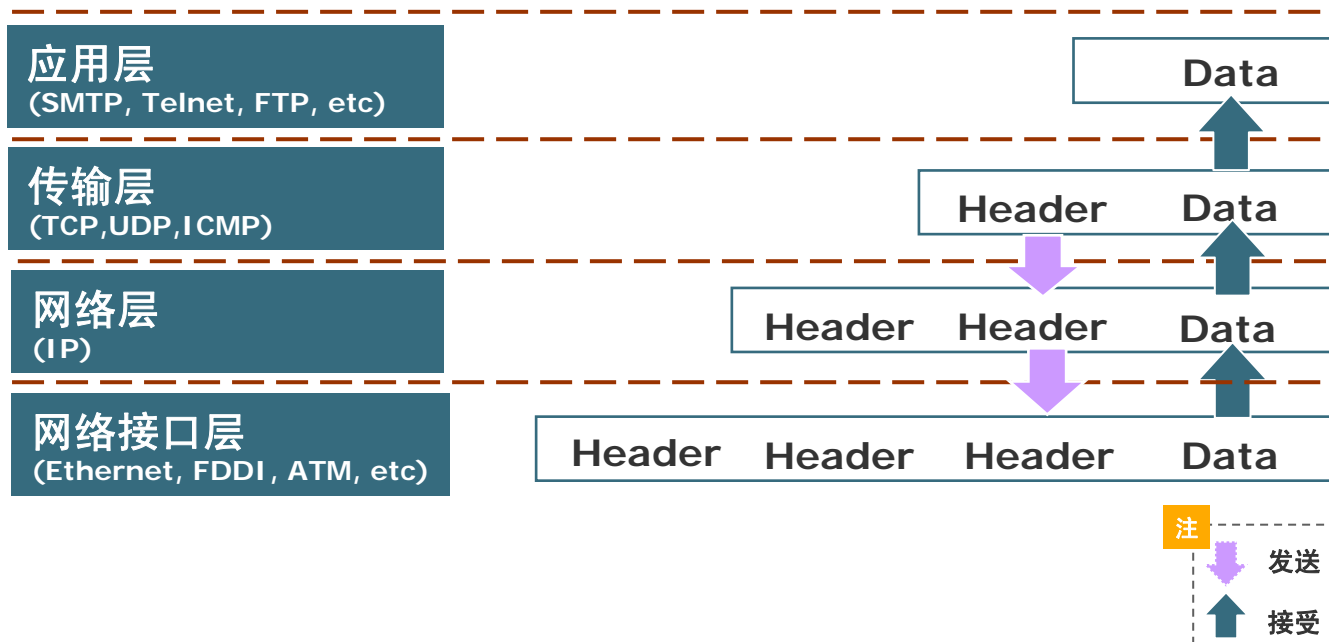 应用层
(SMTP, Telnet, FTP, etc)
Data
传输层
(TCP,UDP,ICMP)
Header Data
网络层
(IP)
Header Header Data
网络接口层
(Ethernet, FDDI, ATM, etc)
Header Header Header Data
注
发送
接受